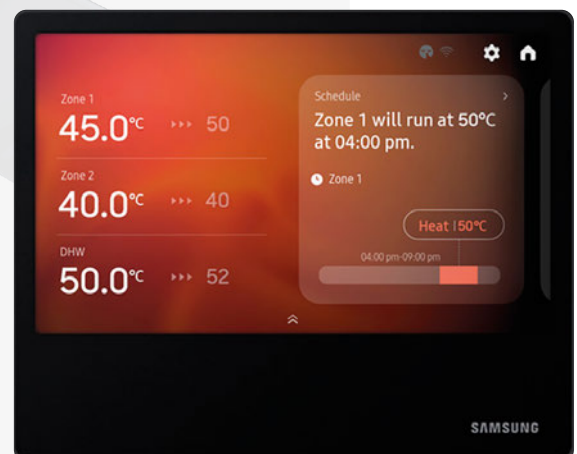 Zone 1
45.0°C ››› 50
Zone 2
40.0°C ››› 40
DHW
50.0°C ››› 52
Schedule ›
Zone 1 will run at 50°C
at 04:00 pm.
Zone 1
Heat | 50°C
04:00 pm-09:00 pm
SAMSUNG